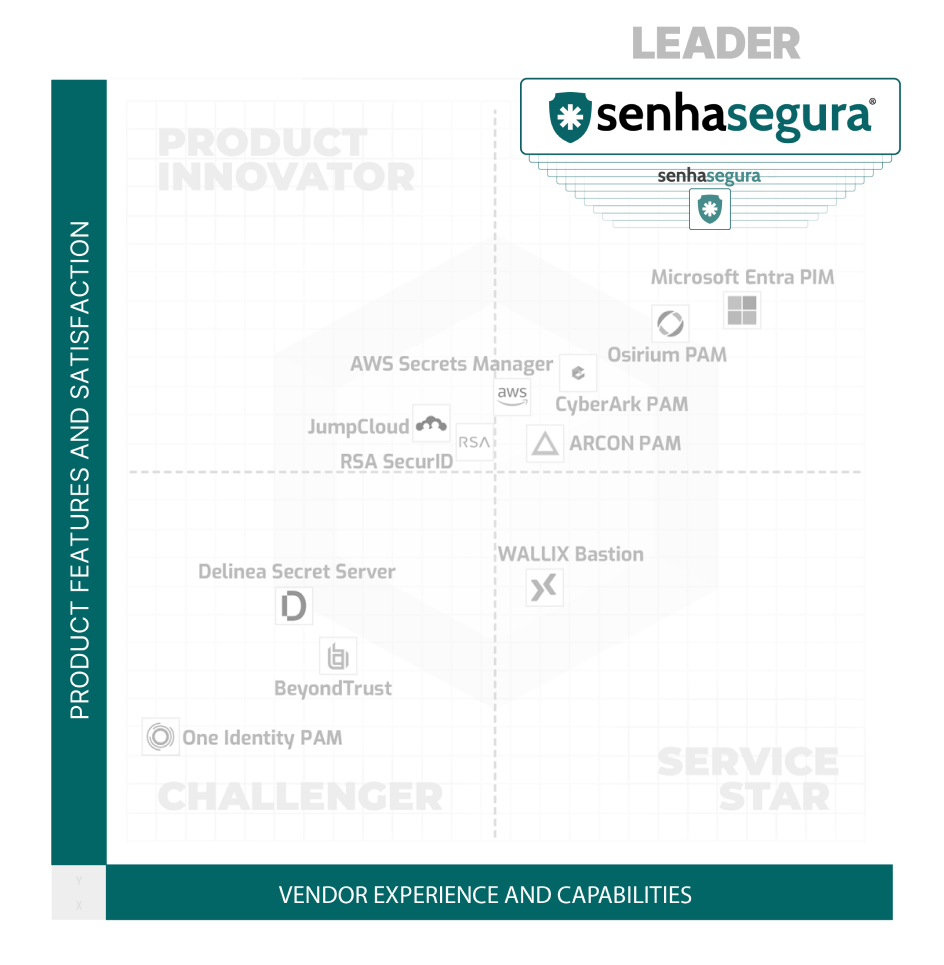 LEADER
senhasegura®
senhasegura
PRODUCT
INNOVATOR
Microsoft Entra PIM
Osirium PAM
AWS Secrets Manager
aws
CyberArk PAM
JumpCloud
RSA
ARCON PAM
RSA SecurID
WALLIX Bastion
Delinea Secret Server
BeyondTrust
One Identity PAM
SERVICE
STAR
CHALLENGER
PRODUCT FEATURES AND SATISFACTION
Y
X
VENDOR EXPERIENCE AND CAPABILITIES